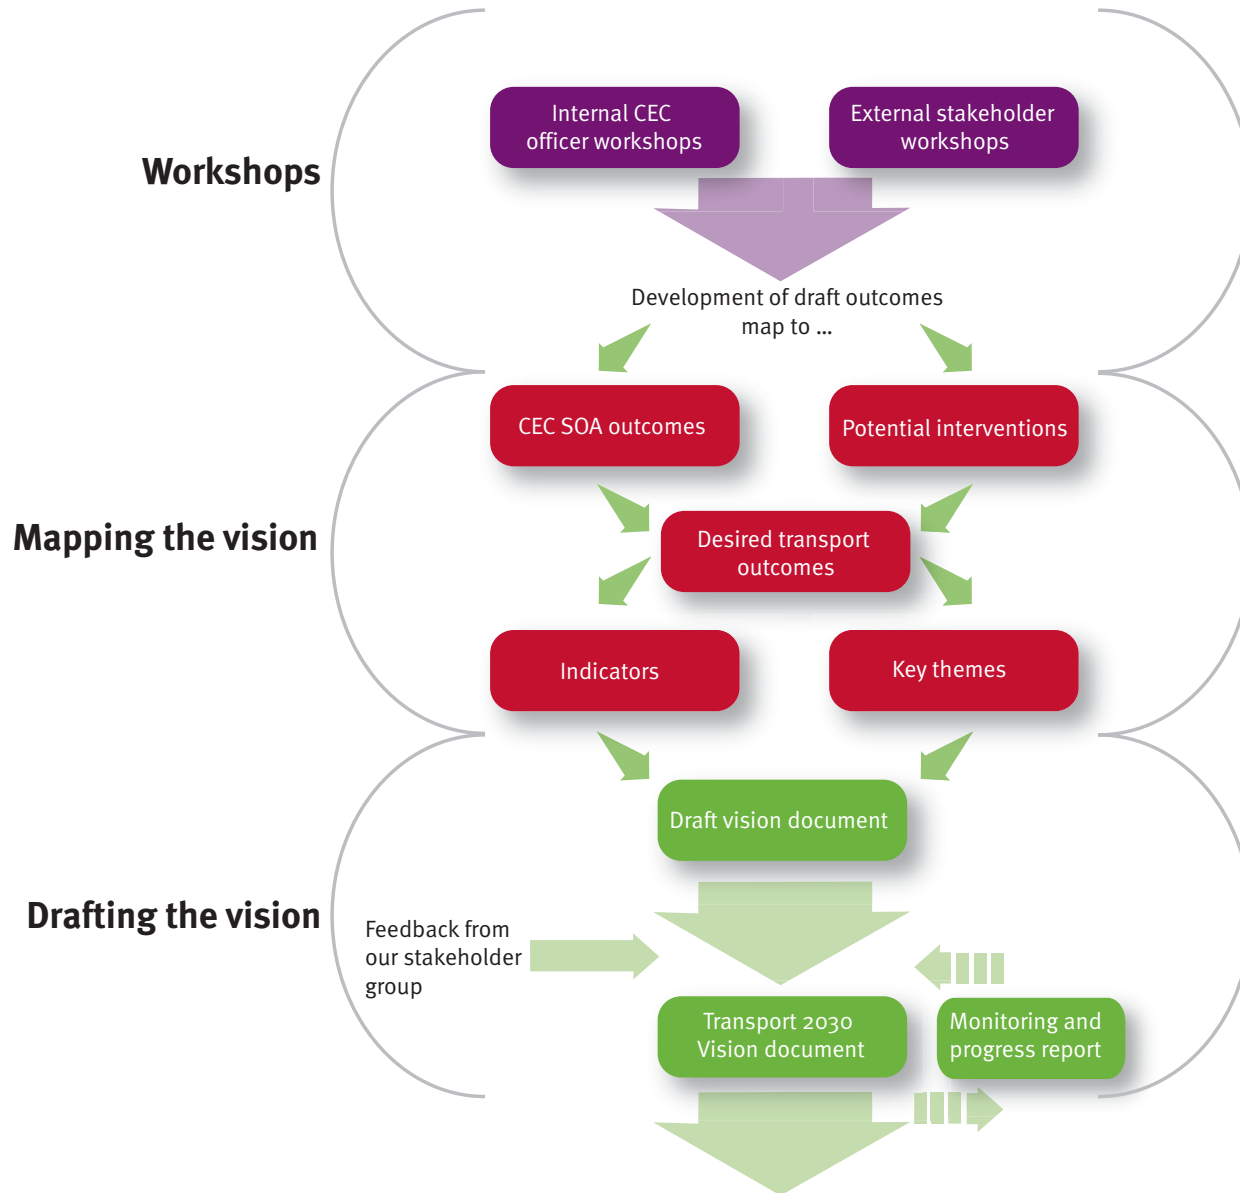 Workshops
Internal CEC
officer workshops
External stakeholder
workshops
Development of draft outcomes
map to ...
Mapping the vision
CEC SOA outcomes
Potential interventions
Desired transport
outcomes
Indicators
Key themes
Drafting the vision
Draft vision document
Feedback from
our stakeholder
group
Transport 2030
Vision document
Monitoring and
progress report